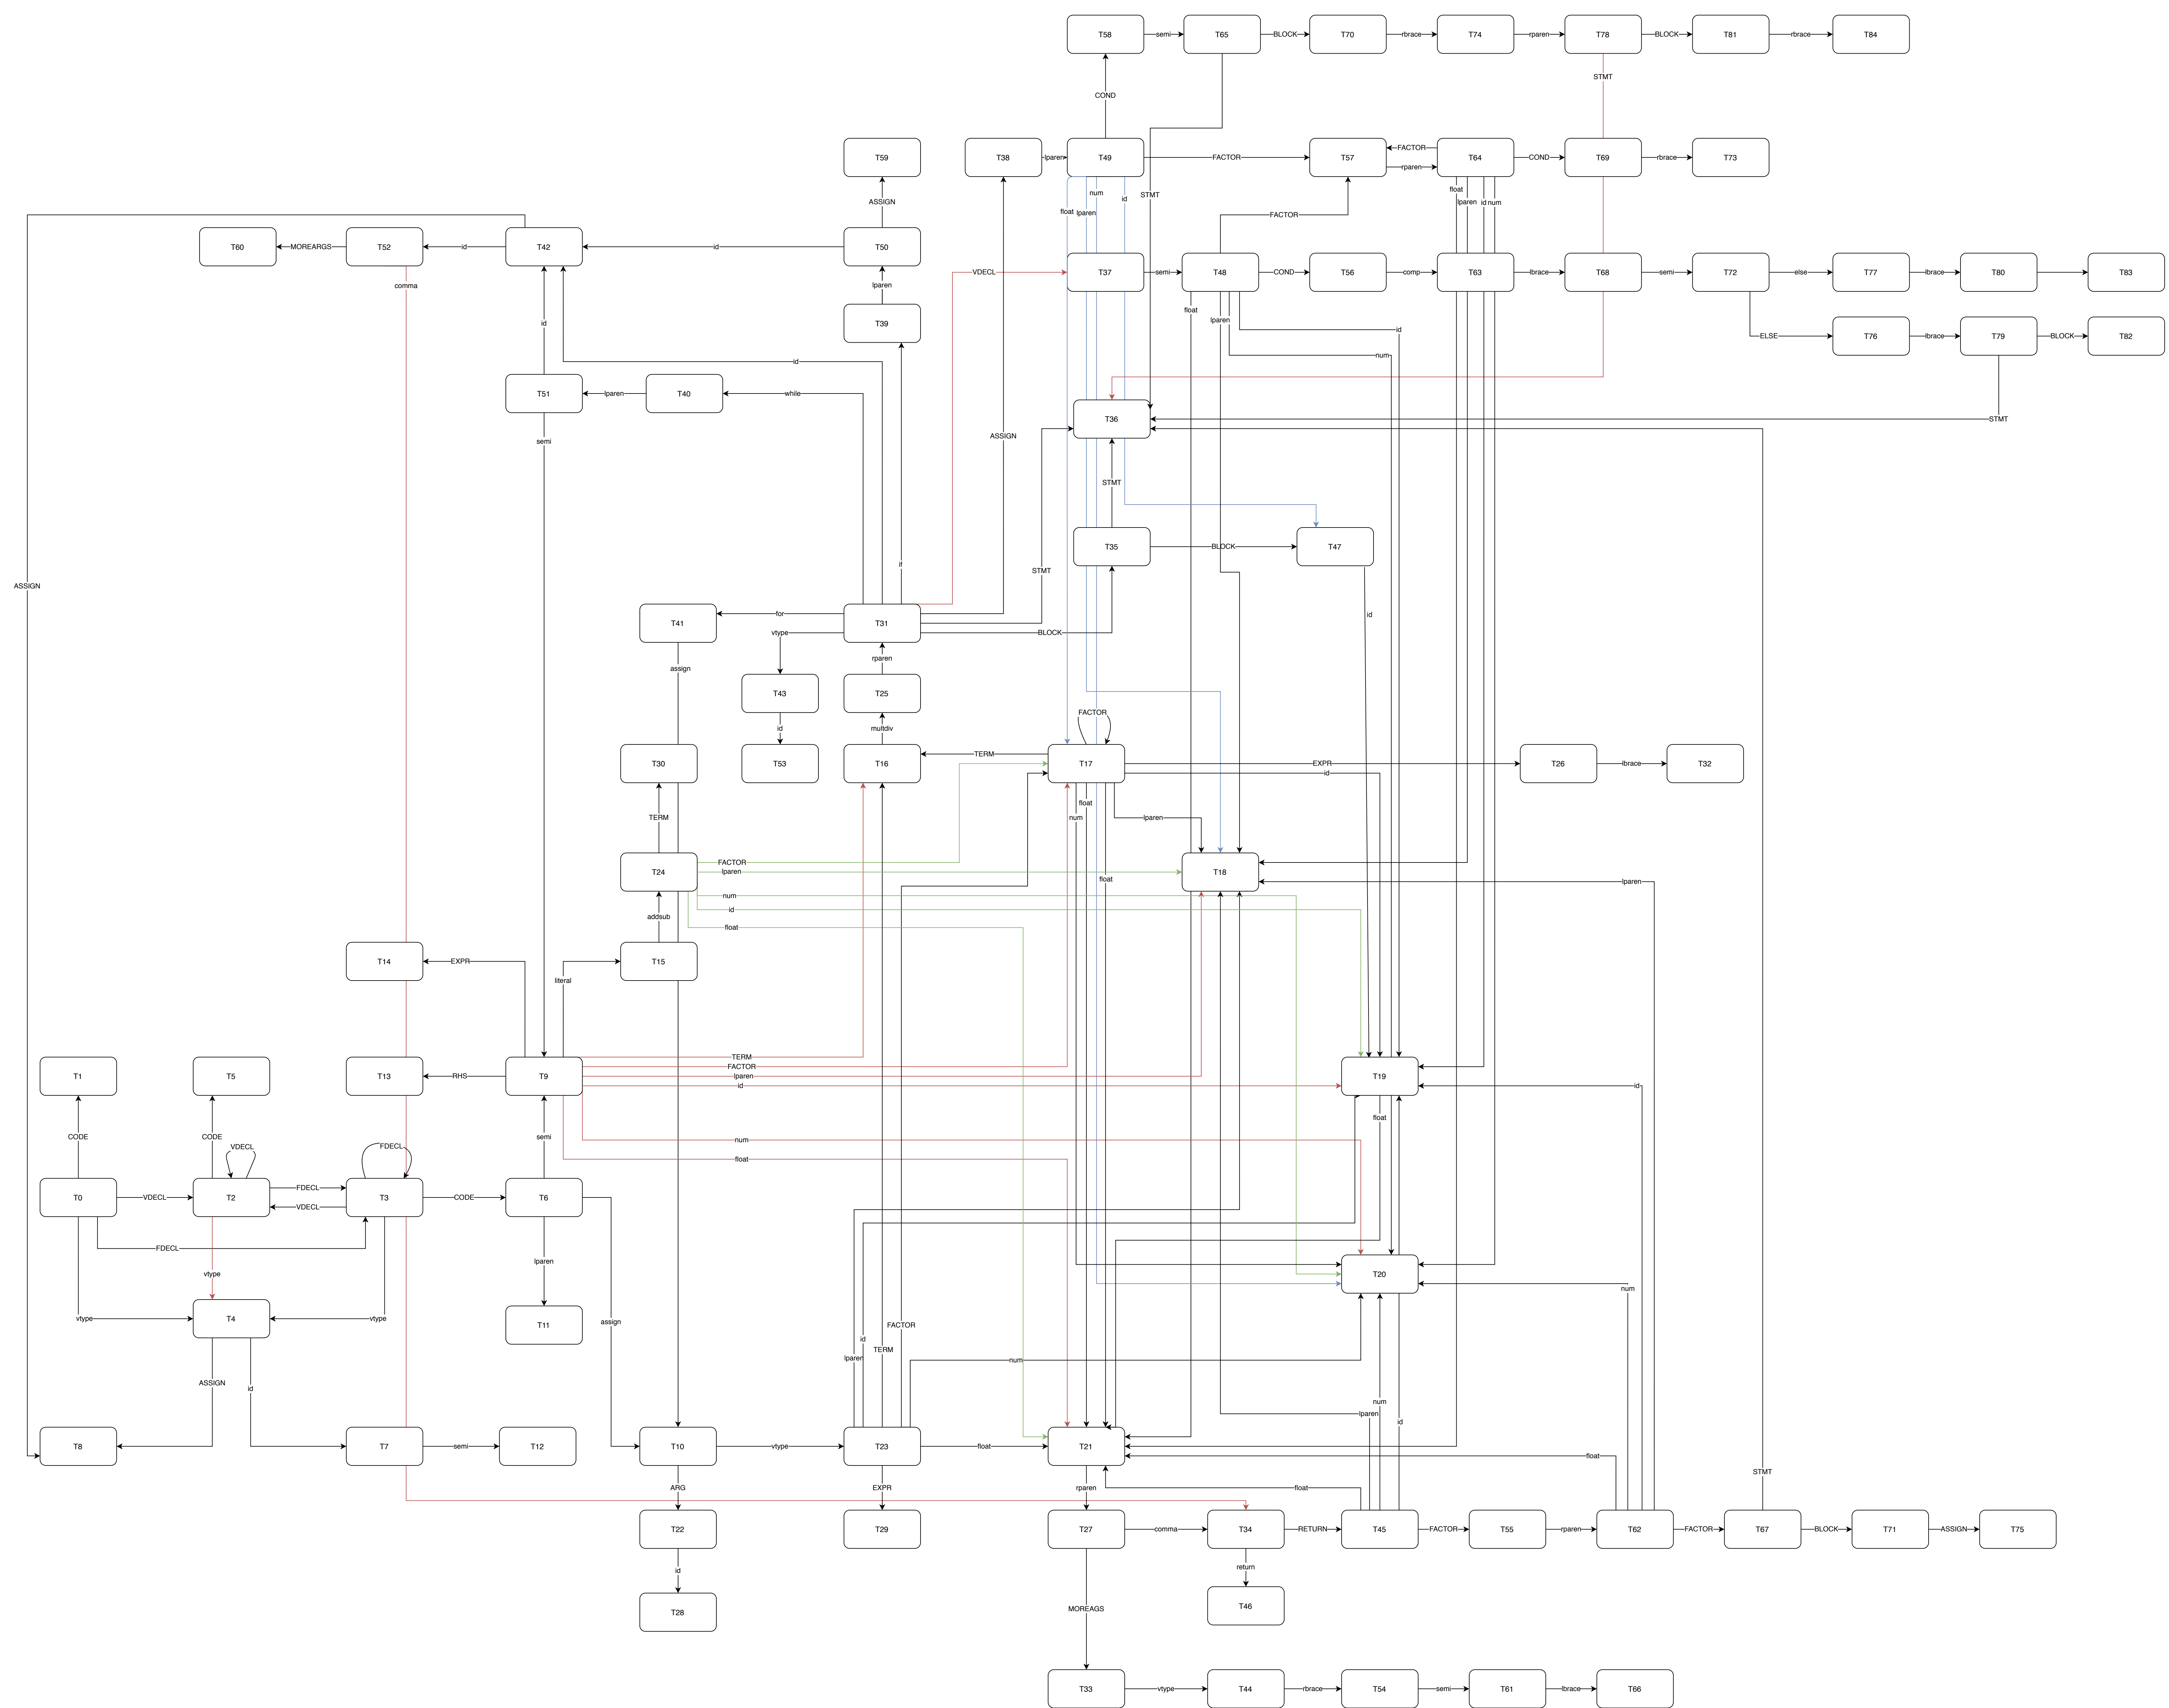 T58 semi T65 BLOCK T70 rbrace T74 rparen T78 BLOCK T81 rbrace T84
STMT
COND
T59 T38 lparen T49 FACTOR T57 FACTOR rparen T64 COND T69 rbrace T73
float lparen num id STMT float lparen id num
ASSIGN
FACTOR
T60 MOREARGS T52 id T42 id T50
VDECL T37 semi T48 COND T56 comp T63 lbrace T68 semi T72 else T77 lbrace T80 T83
comma lparen
float lparen
id T39 id
ELSE T76 lbrace T79 BLOCK T82
num
id
T51 lparen T40 while
T36 STMT
semi ASSIGN
STMT
T35 BLOCK T47
if STMT
ASSIGN
T41 for T31 id
vtype BLOCK
assign rparen
T43 T25
FACTOR
id multdiv
T30 T53 T16 TERM T17 EXPR T26 lbrace T32
id
float
TERM num lparen
FACTOR
T24 lparen T18
float lparen
num
id
addsub
float
T14 EXPR T15
literal
TERM
FACTOR
T1 T5 T13 RHS T9 lparen T19
id id
float
CODE CODE semi num
VDECL FDECL
float
T0 VDECL T2 FDECL VDECL T3 CODE T6
FDECL
lparen
vtype T20
num
vtype T4 vtype T11 assign FACTOR
id
TERM
lparen num
ASSIGN id
num lparen id
T8 T7 semi T12 T10 vtype T23 float T21
float
STMT
ARG EXPR rparen float
T22 T29 T27 comma T34 RETURN T45 FACTOR T55 rparen T62 FACTOR T67 BLOCK T71 ASSIGN T75
id return
T28 MOREAGS T46
T33 vtype T44 rbrace T54 semi T61 lbrace T66